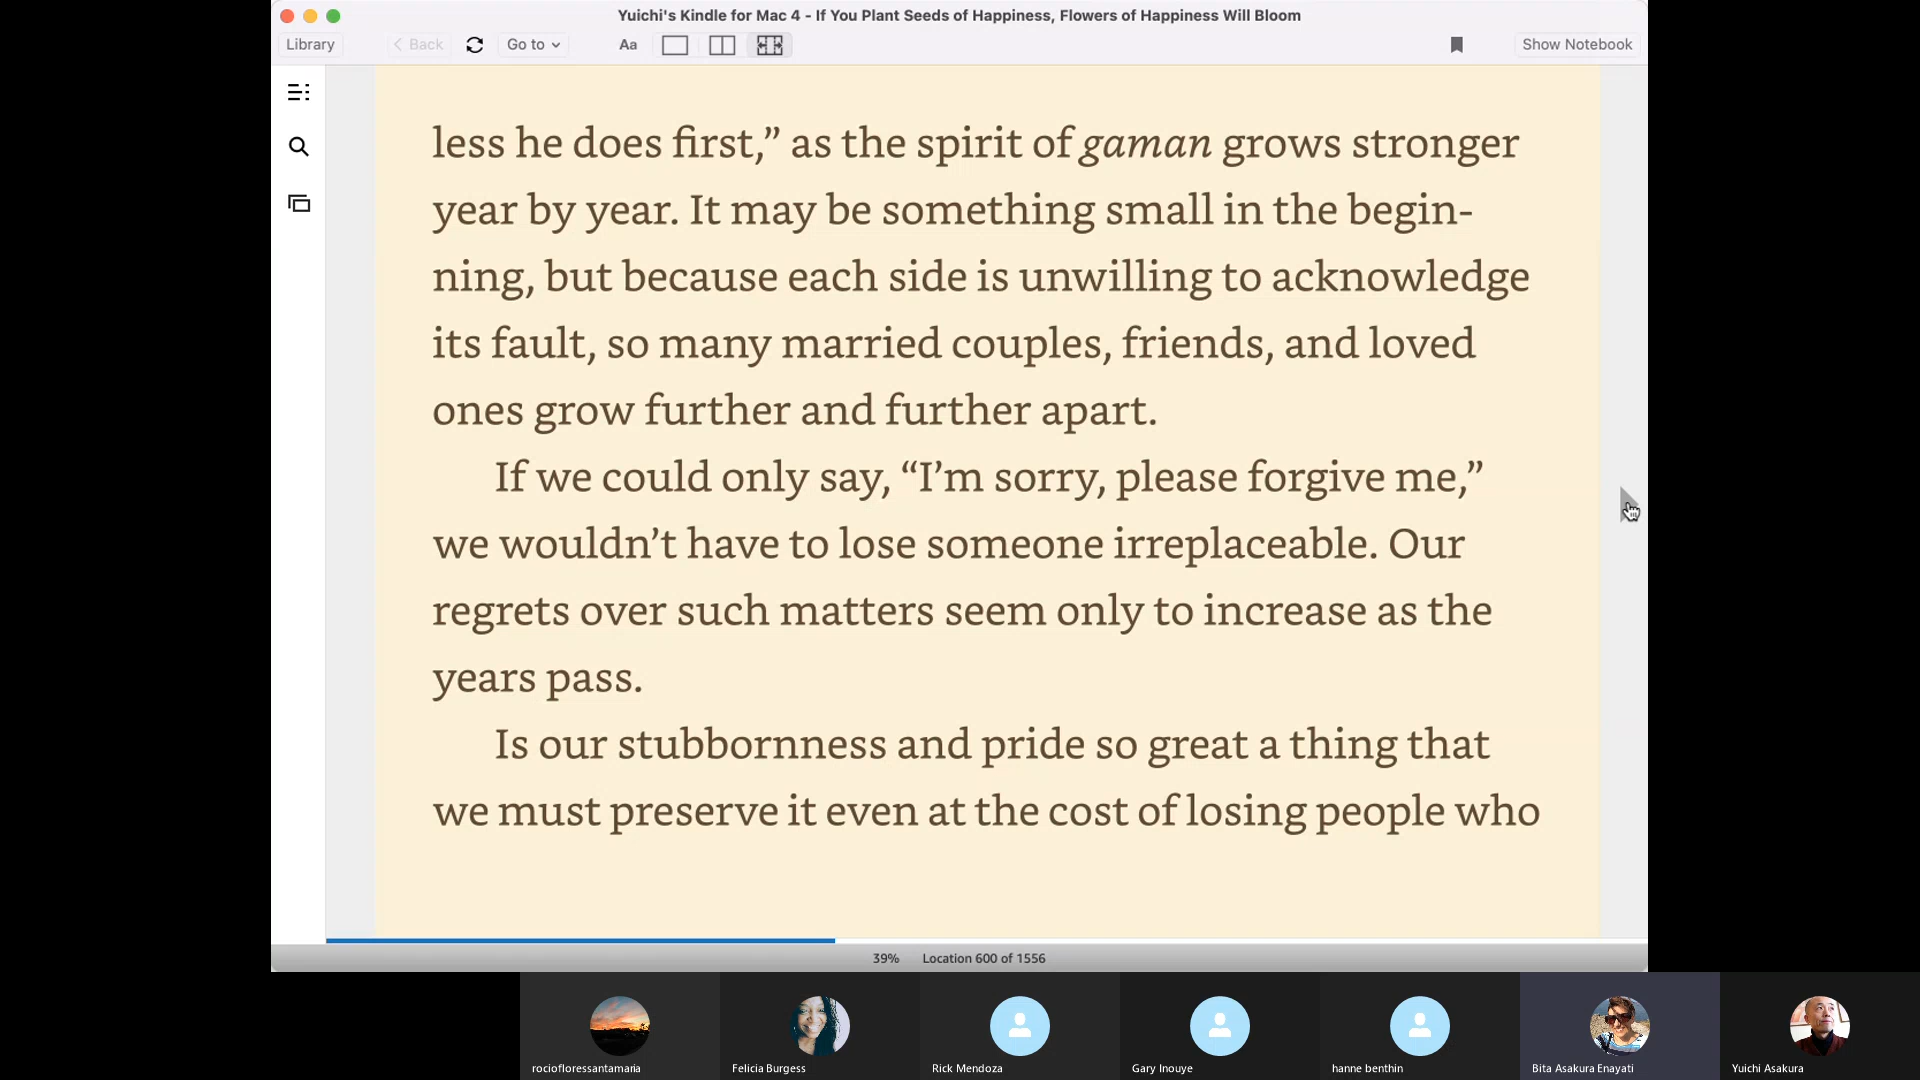 Yuichi's Kindle for Mac 4 - If You Plant Seeds of Happiness, Flowers of Happiness Will Bloom
Library
Back
Go to
Aa
Show Notebook
less he does first,” as the spirit of gaman grows stronger
year by year. It may be something small in the begin-
ning, but because each side is unwilling to acknowledge
its fault, so many married couples, friends, and loved
ones grow further and further apart.
If we could only say, “I’m sorry, please forgive me,”
we wouldn’t have to lose someone irreplaceable. Our
regrets over such matters seem only to increase as the
years pass.
Is our stubbornness and pride so great a thing that
we must preserve it even at the cost of losing people who
39% Location 600 of 1556
rociofloressantamaria
Felicia Burgess
Rick Mendoza
Gary Inouye
hanne benthin
Bita Asakura Enayati
Yuichi Asakura